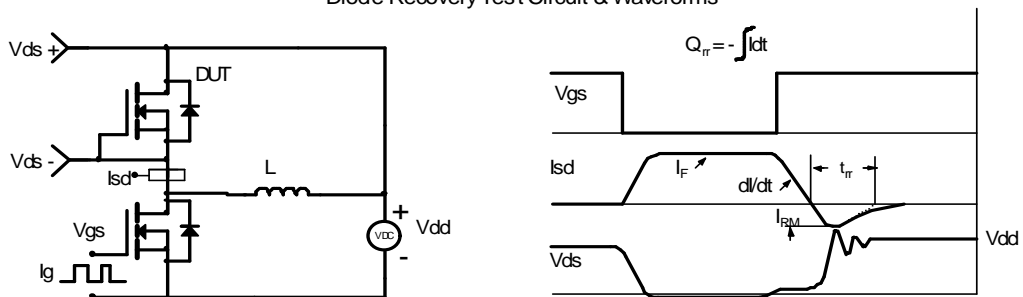 Diode Recovery Test Circuit & Waveforms
Vds +
DUT
Vds -
Isd
L
Vgs
Ig
+
VDC
-
Vdd
Qrr = - ∫Idt
Vgs
Isd
IF
dI/dt
trr
IRM
Vdd
Vds